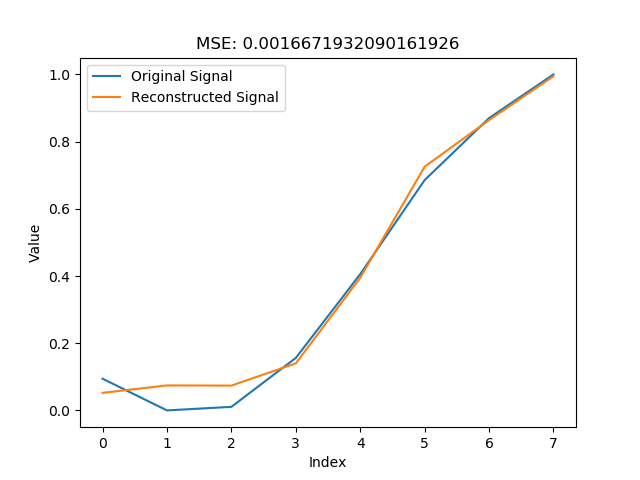 MSE: 0.0016671932090161926
Original Signal
Reconstructed Signal
1.0
0.8
0.6
0.4
0.2
0.0
Value
0 1 2 3 4 5 6 7
Index